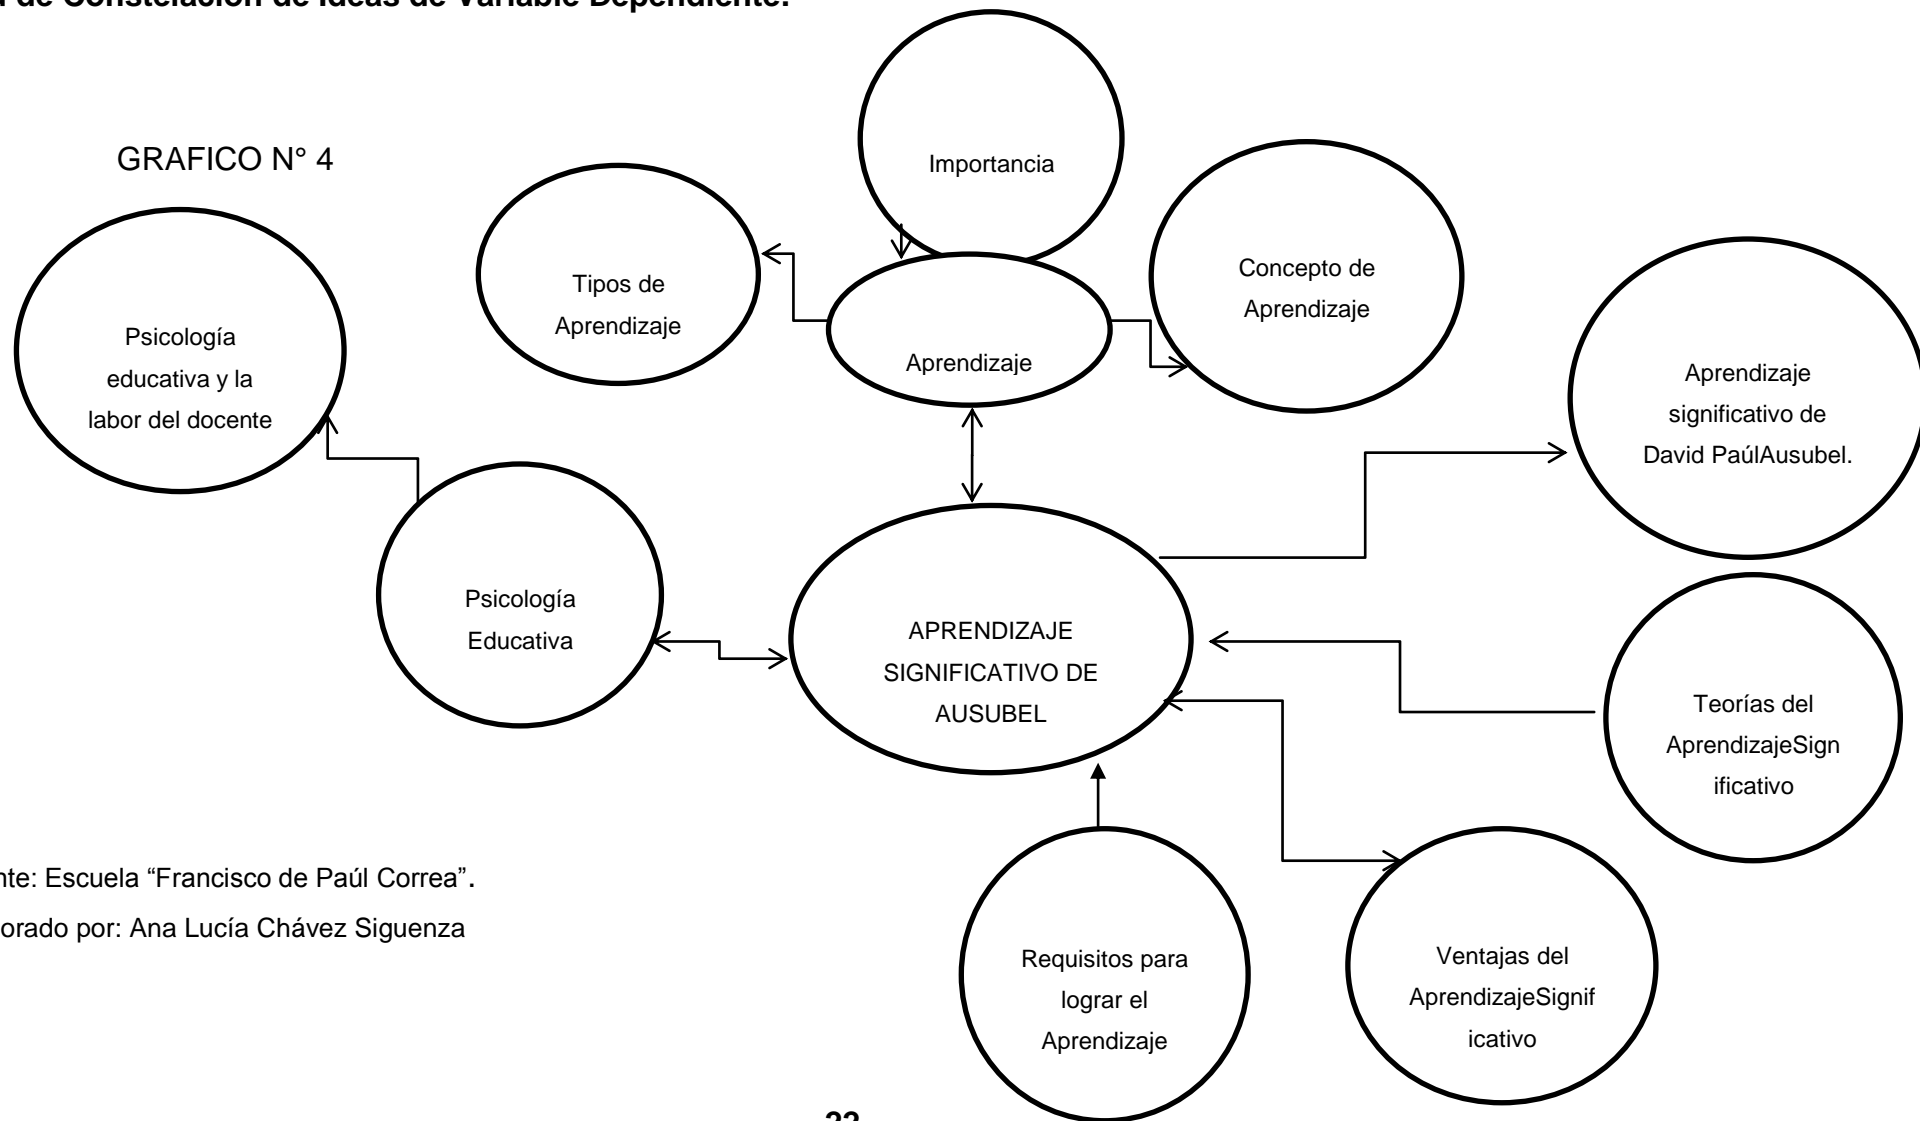 de Constelación de Ideas de Variable Dependiente.
GRAFICO N° 4
Importancia
Tipos de
Aprendizaje
Concepto de
Aprendizaje
Aprendizaje
Psicología
educativa y la
labor del docente
Aprendizaje
significativo de
David PaúlAusubel.
Psicología
Educativa
APRENDIZAJE
SIGNIFICATIVO DE
AUSUBEL
Teorías del
AprendizajeSign
ificativo
Requisitos para
lograr el
Aprendizaje
Ventajas del
AprendizajeSignif
icativo
nte: Escuela “Francisco de Paúl Correa”.
orado por: Ana Lucía Chávez Siguenza